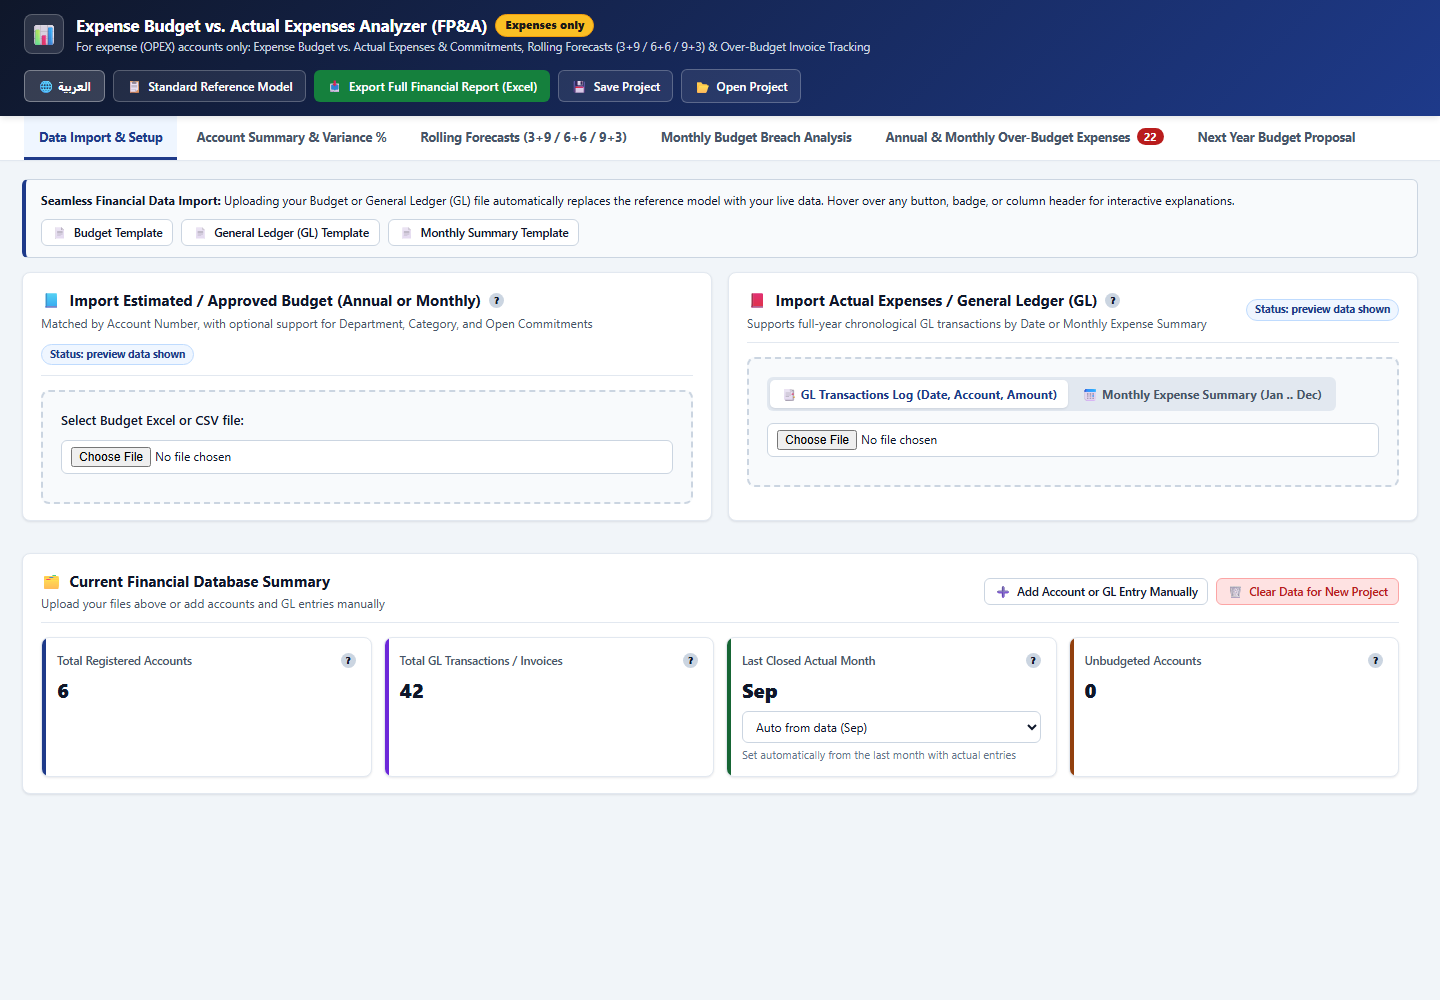 Expense Budget vs. Actual Expenses Analyzer (FP&A) Expenses only
For expense (OPEX) accounts only: Expense Budget vs. Actual Expenses & Commitments, Rolling Forecasts (3+9 / 6+6 / 9+3) & Over-Budget Invoice Tracking
العربية Standard Reference Model Export Full Financial Report (Excel) Save Project Open Project
Data Import & Setup Account Summary & Variance % Rolling Forecasts (3+9 / 6+6 / 9+3) Monthly Budget Breach Analysis Annual & Monthly Over-Budget Expenses 22 Next Year Budget Proposal
Seamless Financial Data Import: Uploading your Budget or General Ledger (GL) file automatically replaces the reference model with your live data. Hover over any button, badge, or column header for interactive explanations.
Budget Template General Ledger (GL) Template Monthly Summary Template
Import Estimated / Approved Budget (Annual or Monthly) ?
Matched by Account Number, with optional support for Department, Category, and Open Commitments
Status: preview data shown
Select Budget Excel or CSV file:
Choose File No file chosen
Import Actual Expenses / General Ledger (GL) ?
Supports full-year chronological GL transactions by Date or Monthly Expense Summary
Status: preview data shown
GL Transactions Log (Date, Account, Amount) Monthly Expense Summary (Jan .. Dec)
Choose File No file chosen
Current Financial Database Summary
Upload your files above or add accounts and GL entries manually
Add Account or GL Entry Manually Clear Data for New Project
Total Registered Accounts ?
6
Total GL Transactions / Invoices ?
42
Last Closed Actual Month ?
Sep
Auto from data (Sep)
Set automatically from the last month with actual entries
Unbudgeted Accounts ?
0